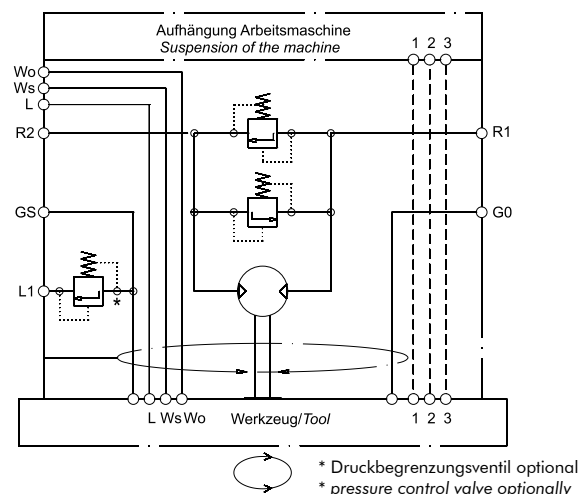 Aufhängung Arbeitsmaschine
Suspension of the machine
1 2 3
Wo
Ws
L
R2
R1
GS
G0
L1
*
L Ws Wo
Werkzeug/Tool
1 2 3
* Druckbegrenzungsventil optional
* pressure control valve optionally